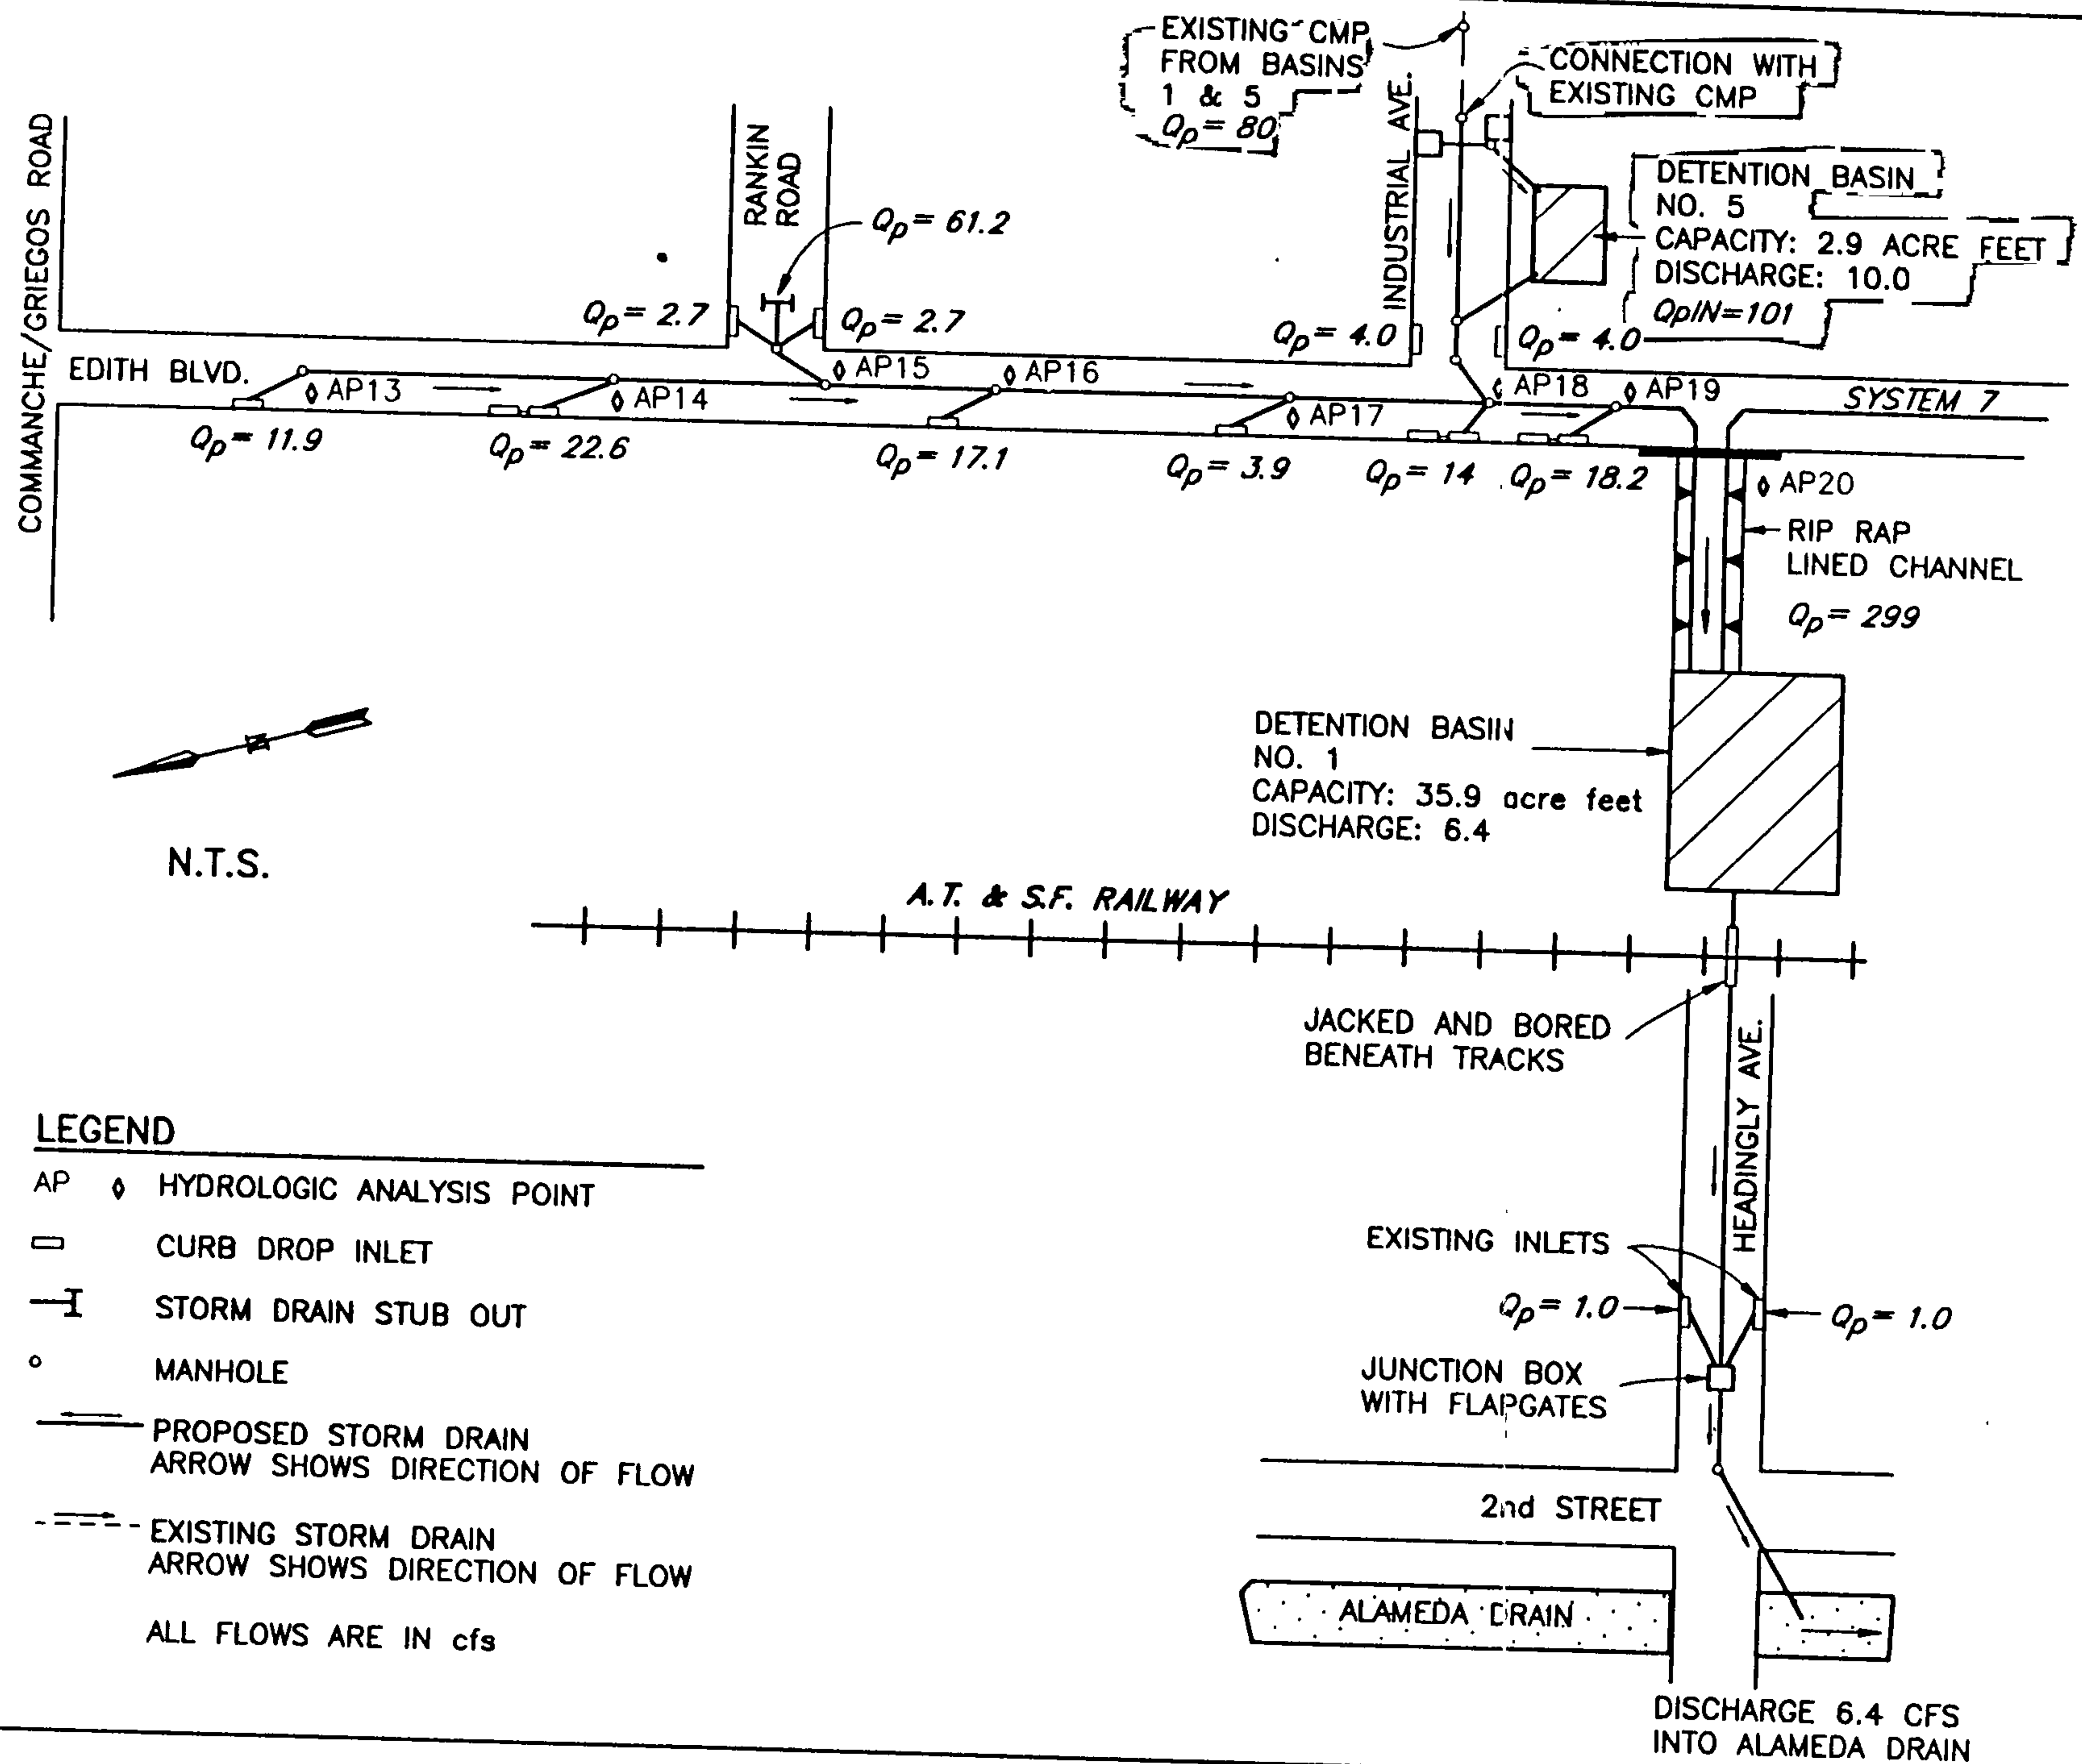 EXISTING CMP
FROM BASINS
1 & 5
Qp = 80
CONNECTION WITH
EXISTING CMP
INDUSTRIAL AVE.
DETENTION BASIN
NO. 5
CAPACITY: 2.9 ACRE FEET
DISCHARGE: 10.0
QpIN=101
COMMANCHE/GRIEGOS ROAD
RANKIN
ROAD
Qp = 61.2
Qp = 2.7
Qp = 2.7
Qp = 4.0
Qp = 4.0
EDITH BLVD.
AP13
AP14
AP15
AP16
AP17
AP18
AP19
SYSTEM 7
Qp = 11.9
Qp = 22.6
Qp = 17.1
Qp = 3.9
Qp = 14
Qp = 18.2
AP20
RIP RAP
LINED CHANNEL
Qp = 299
DETENTION BASIN
NO. 1
CAPACITY: 35.9 acre feet
DISCHARGE: 6.4
N
N.T.S.
A.T. & S.F. RAILWAY
JACKED AND BORED
BENEATH TRACKS
HEADINGLY AVE.
EXISTING INLETS
Qp = 1.0
Qp = 1.0
JUNCTION BOX
WITH FLAPGATES
2nd STREET
ALAMEDA DRAIN
DISCHARGE 6.4 CFS
INTO ALAMEDA DRAIN
LEGEND
AP HYDROLOGIC ANALYSIS POINT
CURB DROP INLET
STORM DRAIN STUB OUT
MANHOLE
PROPOSED STORM DRAIN
ARROW SHOWS DIRECTION OF FLOW
EXISTING STORM DRAIN
ARROW SHOWS DIRECTION OF FLOW
ALL FLOWS ARE IN cfs